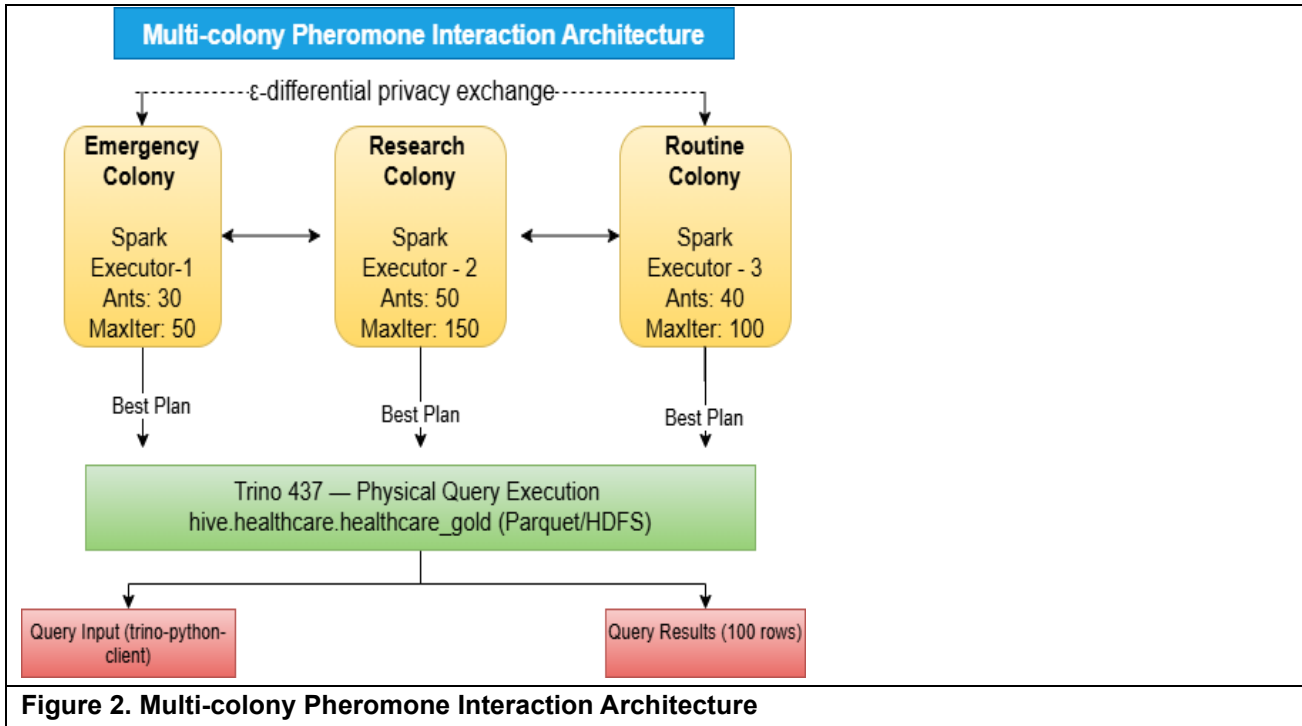 Multi-colony Pheromone Interaction Architecture
ε-differential privacy exchange
Emergency
Colony
Spark
Executor-1
Ants: 30
MaxIter: 50
Research
Colony
Spark
Executor - 2
Ants: 50
MaxIter: 150
Routine
Colony
Spark
Executor - 3
Ants: 40
MaxIter: 100
Best Plan
Best Plan
Best Plan
Trino 437 — Physical Query Execution
hive.healthcare.healthcare_gold (Parquet/HDFS)
Query Input (trino-python-
client)
Query Results (100 rows)
Figure 2. Multi-colony Pheromone Interaction Architecture